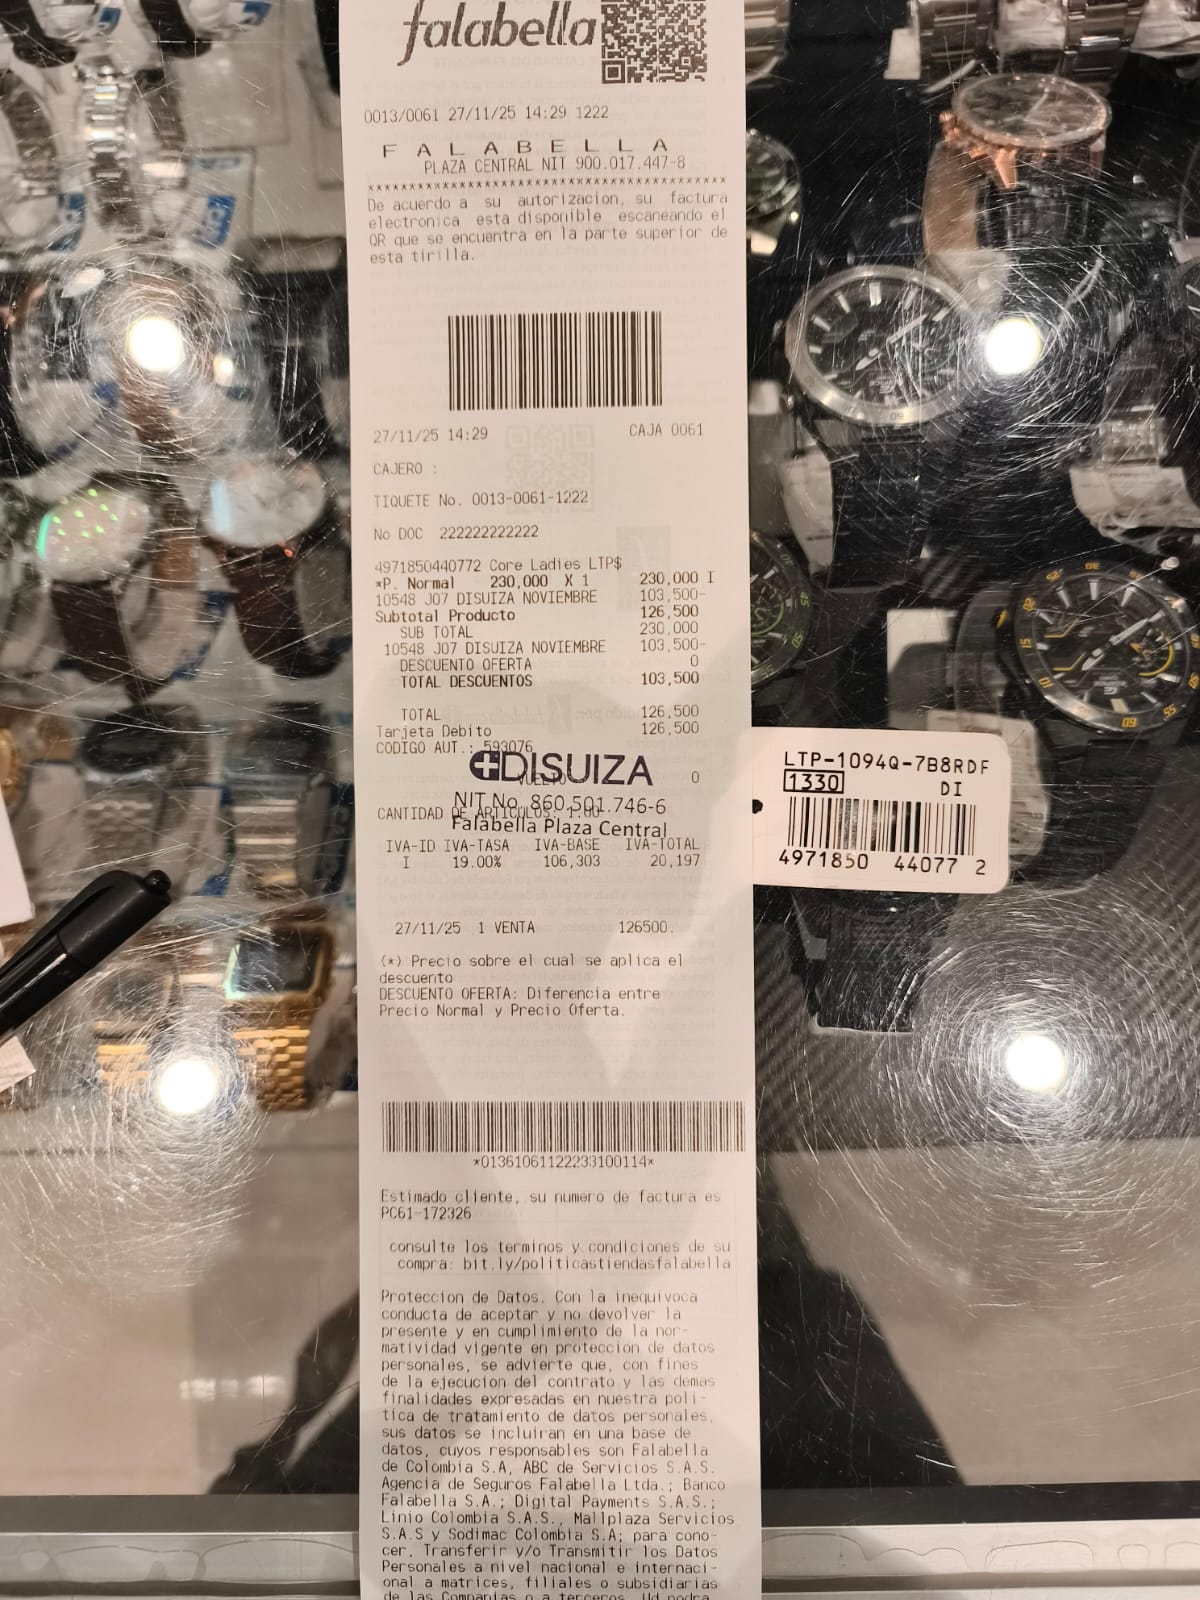 falabella
0013/0061 27/11/25 14:29 1222
F A L A B E L L A
PLAZA CENTRAL NIT 900.017.447-8
****************************************
De acuerdo a su autorizacion, su factura
electronica esta disponible escaneando el
QR que se encuentra en la parte superior de
esta tirilla.
27/11/25 14:29 CAJA 0061
CAJERO :
TIQUETE No. 0013-0061-1222
No DOC 222222222222
4971850440772 Core Ladies LTP$
*P. Normal 230,000 X 1 230,000 I
10548 J07 DISUIZA NOVIEMBRE 103,500-
Subtotal Producto 126,500
SUB TOTAL 230,000
10548 J07 DISUIZA NOVIEMBRE 103,500-
DESCUENTO OFERTA 0
TOTAL DESCUENTOS 103,500
TOTAL 126,500
Tarjeta Debito 126,500
CODIGO AUT.: 593076
DISUIZA
VUELTO 0
NIT No. 860.501.746-6
CANTIDAD DE ARTICULOS: 1.00
Falabella Plaza Central
IVA-ID IVA-TASA IVA-BASE IVA-TOTAL
I 19.00% 106,303 20,197
27/11/25 1 VENTA 126500.
(*) Precio sobre el cual se aplica el
descuento
DESCUENTO OFERTA: Diferencia entre
Precio Normal y Precio Oferta.
*01361061122233100114*
Estimado cliente, su numero de factura es
PC61-172326
consulte los terminos y condiciones de su
compra: bit.ly/politicastiendasfalabella
Proteccion de Datos. Con la inequivoca
conducta de aceptar y no devolver la
presente y en cumplimiento de la nor-
matividad vigente en proteccion de datos
personales, se advierte que, con fines
de la ejecucion del contrato y las demas
finalidades expresadas en nuestra poli-
tica de tratamiento de datos personales,
sus datos se incluiran en una base de
datos, cuyos responsables son Falabella
de Colombia S.A, ABC de Servicios S.A.S.
Agencia de Seguros Falabella Ltda.; Banco
Falabella S.A.; Digital Payments S.A.S.;
Linio Colombia S.A.S., Mallplaza Servicios
S.A.S y Sodimac Colombia S.A; para cono-
cer, Transferir y/o Transmitir los Datos
Personales a nivel nacional e internaci-
onal a matrices, filiales o subsidiarias
de las Companias o a terceros. Ud podra
LTP-1094Q-7B8RDF
1330 DI
4971850 44077 2